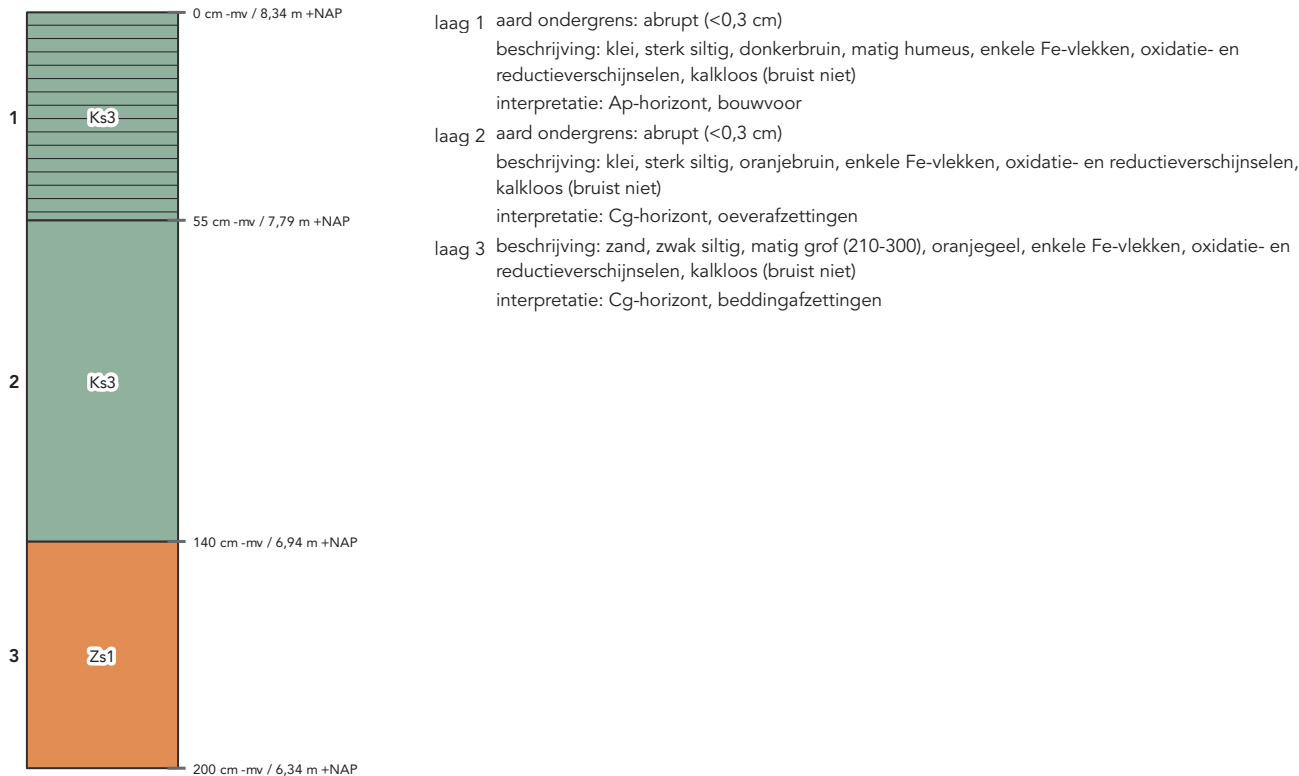 0 cm -mv / 8,34 m +NAP
1
Ks3
55 cm -mv / 7,79 m +NAP
2
Ks3
140 cm -mv / 6,94 m +NAP
3
Zs1
200 cm -mv / 6,34 m +NAP
laag 1 aard ondergrens: abrupt (<0,3 cm)
beschrijving: klei, sterk siltig, donkerbruin, matig humeus, enkele Fe-vlekken, oxidatie- en
reductieverschijnselen, kalkloos (bruist niet)
interpretatie: Ap-horizont, bouwvoor
laag 2 aard ondergrens: abrupt (<0,3 cm)
beschrijving: klei, sterk siltig, oranjebruin, enkele Fe-vlekken, oxidatie- en reductieverschijnselen,
kalkloos (bruist niet)
interpretatie: Cg-horizont, oeverafzettingen
laag 3 beschrijving: zand, zwak siltig, matig grof (210-300), oranjegeel, enkele Fe-vlekken, oxidatie- en
reductieverschijnselen, kalkloos (bruist niet)
interpretatie: Cg-horizont, beddingafzettingen